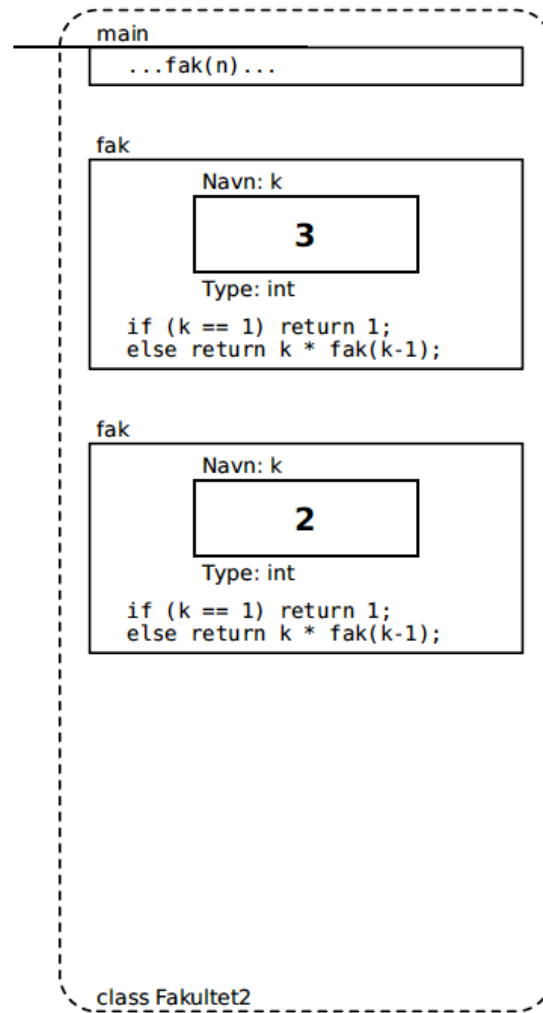 main
...fak(n)...
fak
Navn: k
3
Type: int
if (k == 1) return 1;
else return k * fak(k-1);
fak
Navn: k
2
Type: int
if (k == 1) return 1;
else return k * fak(k-1);
class Fakultet2